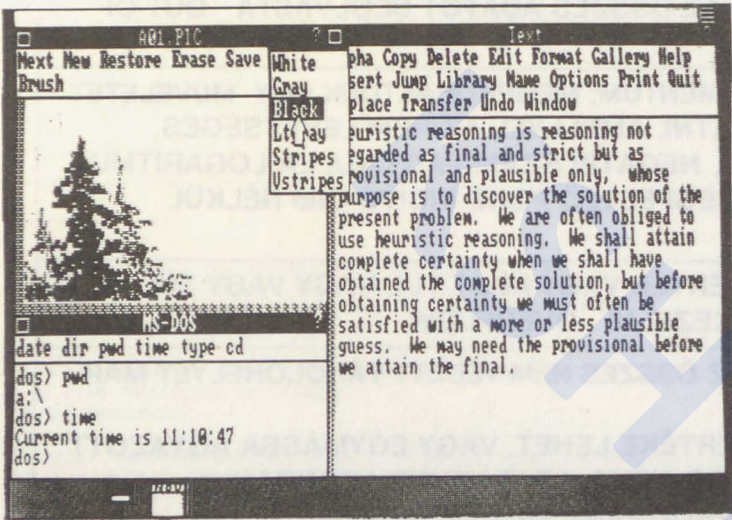 A01.PIC ?
Next New Restore Erase Save
Brush
White
Gray
Black
Stripes
Vstripes
Text
pha Copy Delete Edit Format Gallery Help
sert Jump Library Name Options Print Quit
place Transfer Undo Window
euristic reasoning is reasoning not
egarded as final and strict but as
rovisional and plausible only, whose
purpose is to discover the solution of the
present problem. We are often obliged to
use heuristic reasoning. We shall attain
complete certainty when we shall have
obtained the complete solution, but before
obtaining certainty we must often be
satisfied with a more or less plausible
guess. We may need the provisional before
we attain the final.
MS-DOS ?
date dir pwd time type cd
dos> pwd
a:\
dos> time
Current time is 11:10:47
dos>